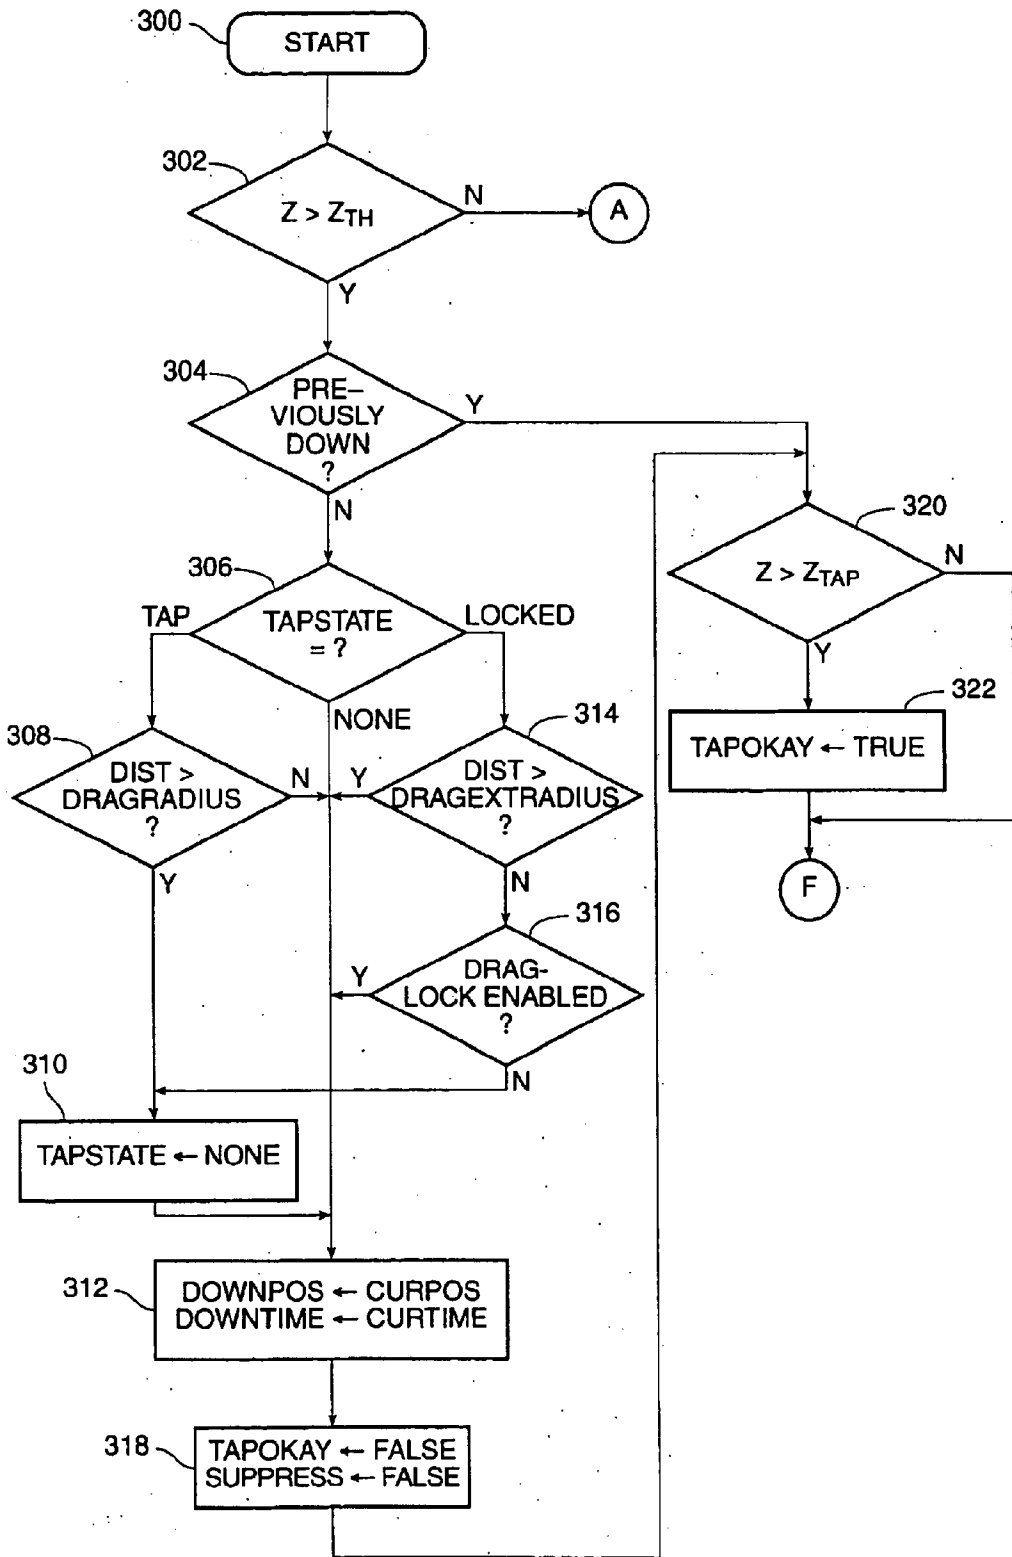 300
START
302
Z > ZTH
N
A
Y
304
PRE-
VIOUSLY
DOWN
?
Y
N
306
TAPSTATE
= ?
TAP
LOCKED
NONE
320
Z > ZTAP
N
Y
322
TAPOKAY ← TRUE
F
308
DIST >
DRAGRADIUS
?
N
Y
314
DIST >
DRAGEXTRADIUS
?
Y
N
316
DRAG-
LOCK ENABLED
?
Y
N
310
TAPSTATE ← NONE
312
DOWNPOS ← CURPOS
DOWNTIME ← CURTIME
318
TAPOKAY ← FALSE
SUPPRESS ← FALSE